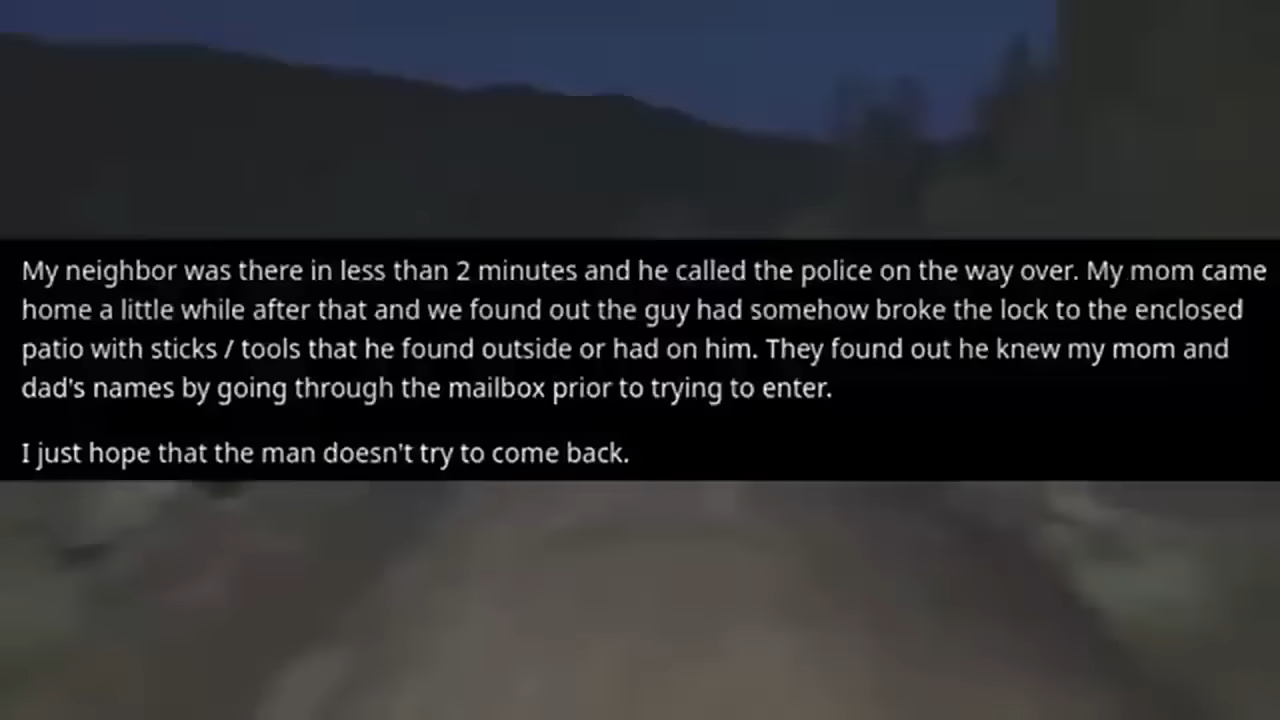 My neighbor was there in less than 2 minutes and he called the police on the way over. My mom came
home a little while after that and we found out the guy had somehow broke the lock to the enclosed
patio with sticks / tools that he found outside or had on him. They found out he knew my mom and
dad's names by going through the mailbox prior to trying to enter.
I just hope that the man doesn't try to come back.